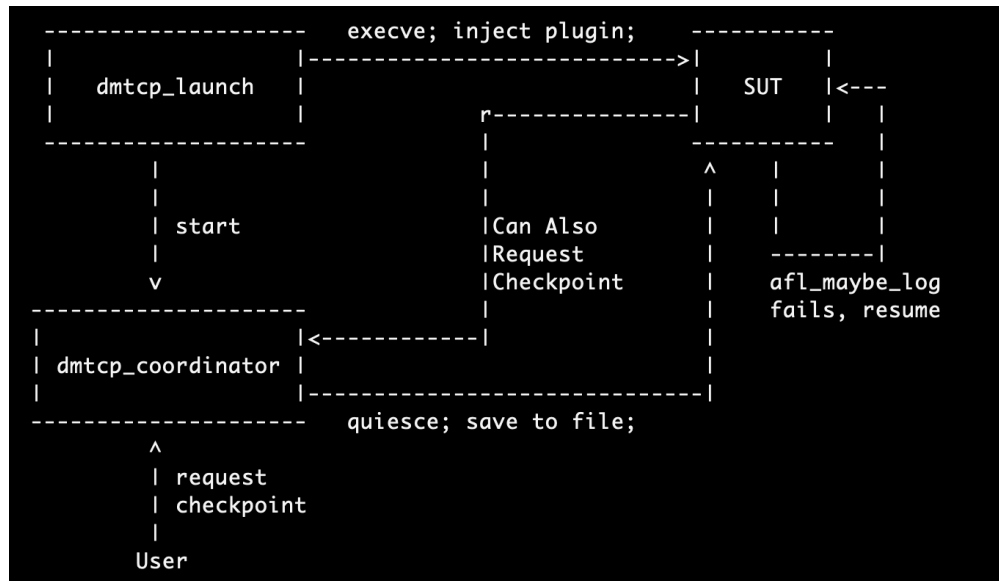 execve; inject plugin;
dmtcp_launch
SUT
r
start
Can Also
Request
Checkpoint
afl_maybe_log
fails, resume
dmtcp_coordinator
quiesce; save to file;
request
checkpoint
User